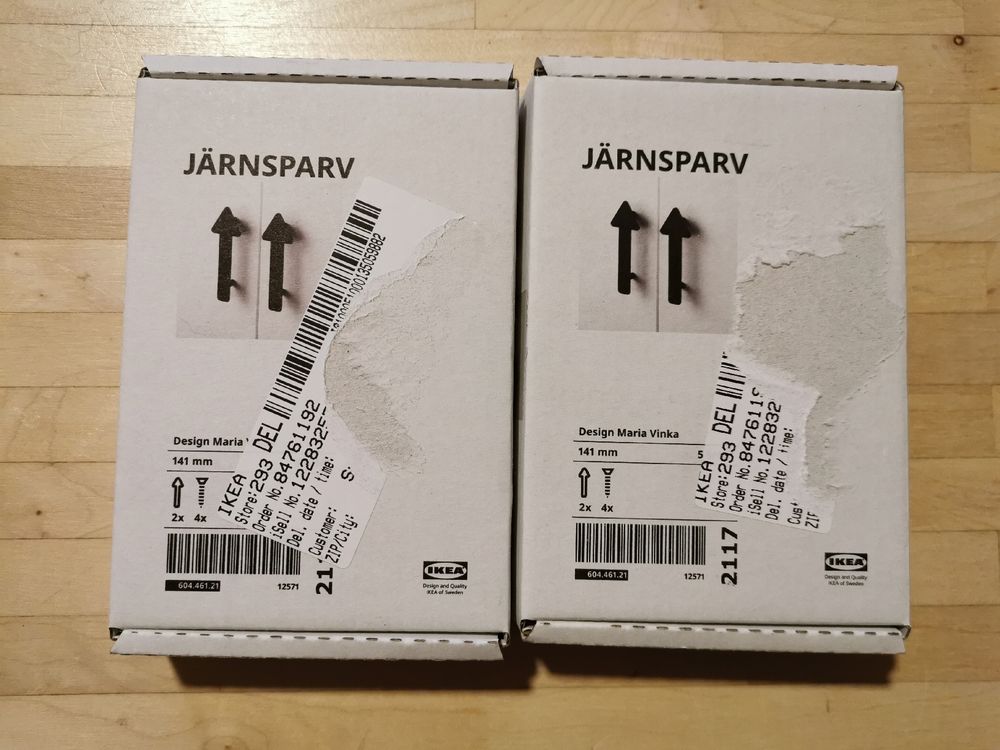 JÄRNSPARV
Design Maria
141 mm
2x 4x
604.461.21
12571
21
IKEA
Design and Quality
IKEA of Sweden
IKEA
Store:293 DEL
Order No.84761192
iSell No.1228325
Del. date / time:
Customer:
ZIP/City:
JÄRNSPARV
Design Maria Vinka
141 mm
5
2x 4x
604.461.21
12571
2117
IKEA
Design and Quality
IKEA of Sweden
IKEA
Store:293 DEL
Order No.8476119
iSell No.122832
Del. date / time: